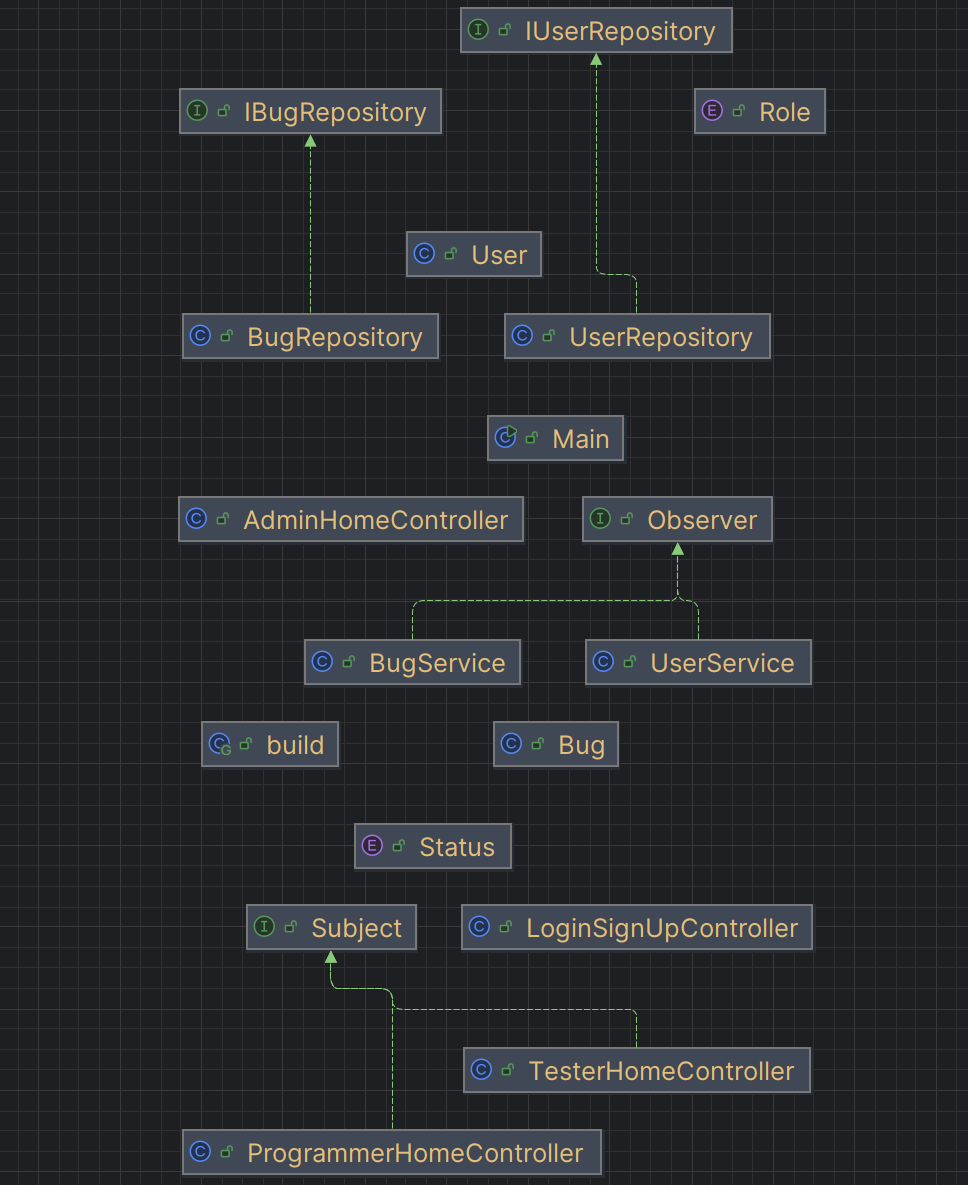 I IUserRepository
I IBugRepository
E Role
C User
C BugRepository
C UserRepository
C Main
C AdminHomeController
I Observer
C BugService
C UserService
C G build
C Bug
E Status
I Subject
C LoginSignUpController
C TesterHomeController
C ProgrammerHomeController